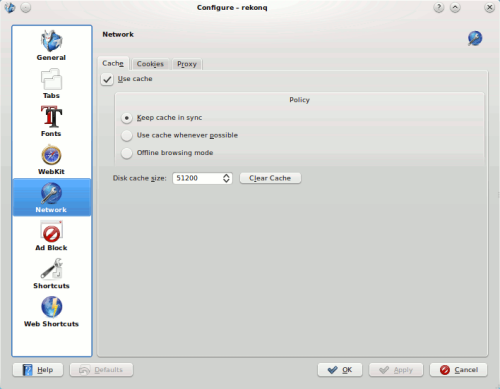 Configure - rekonq
General
Tabs
Fonts
WebKit
Network
Ad Block
Shortcuts
Web Shortcuts
Network
Cache Cookies Proxy
Use cache
Policy
Keep cache in sync
Use cache whenever possible
Offline browsing mode
Disk cache size: 51200 Clear Cache
Help Defaults OK Apply Cancel